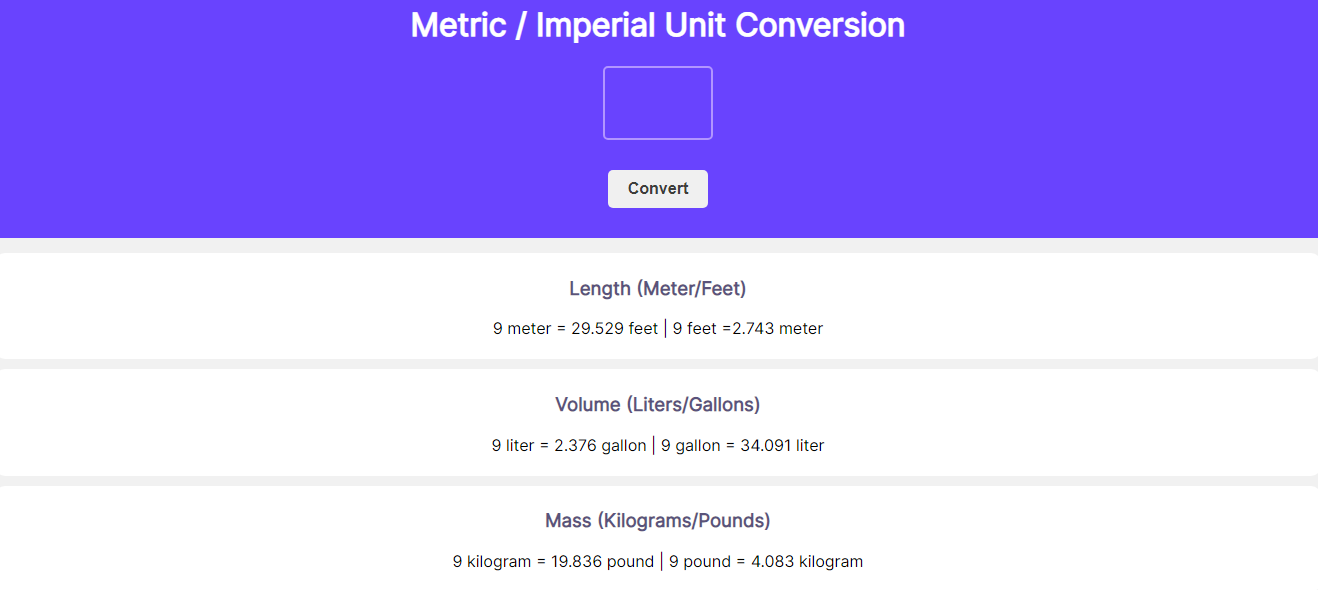 Metric / Imperial Unit Conversion
Convert
Length (Meter/Feet)
9 meter = 29.529 feet | 9 feet =2.743 meter
Volume (Liters/Gallons)
9 liter = 2.376 gallon | 9 gallon = 34.091 liter
Mass (Kilograms/Pounds)
9 kilogram = 19.836 pound | 9 pound = 4.083 kilogram